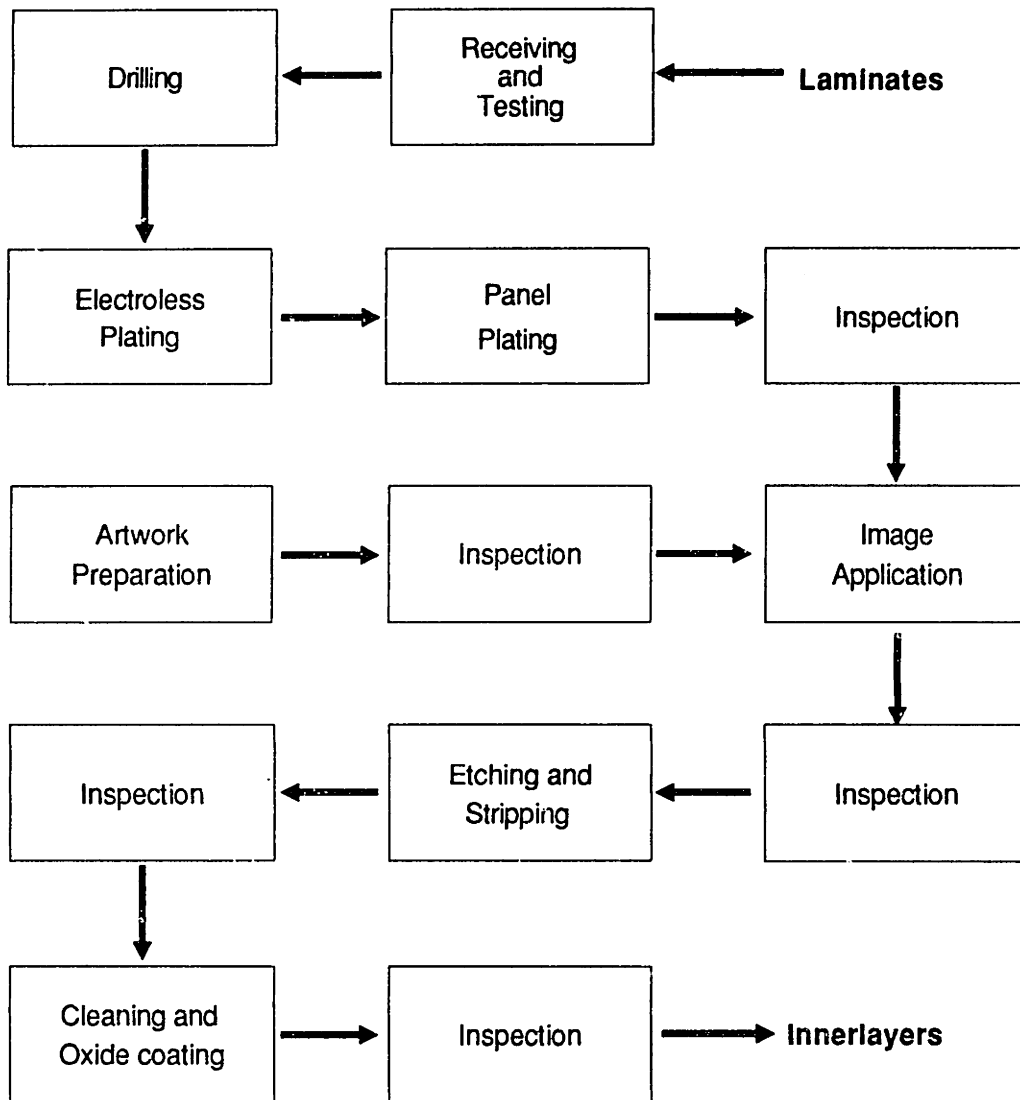 Drilling
Receiving
and
Testing
Laminates
Electroless
Plating
Panel
Plating
Inspection
Artwork
Preparation
Inspection
Image
Application
Inspection
Etching and
Stripping
Inspection
Cleaning and
Oxide coating
Inspection
Innerlayers